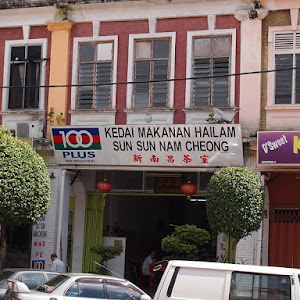 100
PLUS
KEDAI MAKANAN HAILAM
SUN SUN NAM CHEONG
新南昌茶室
D'Sweet